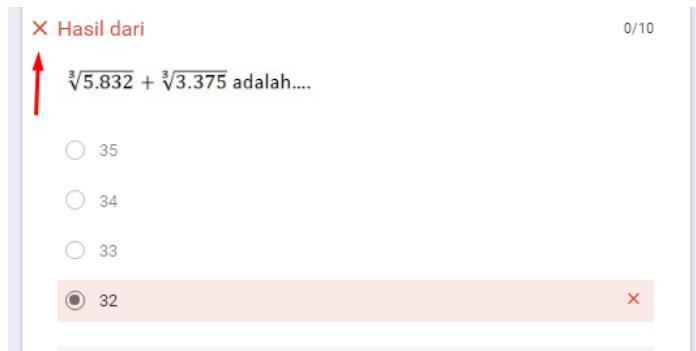 Hasil dari 0/10
∛5.832 + ∛3.375 adalah....
35
34
33
32